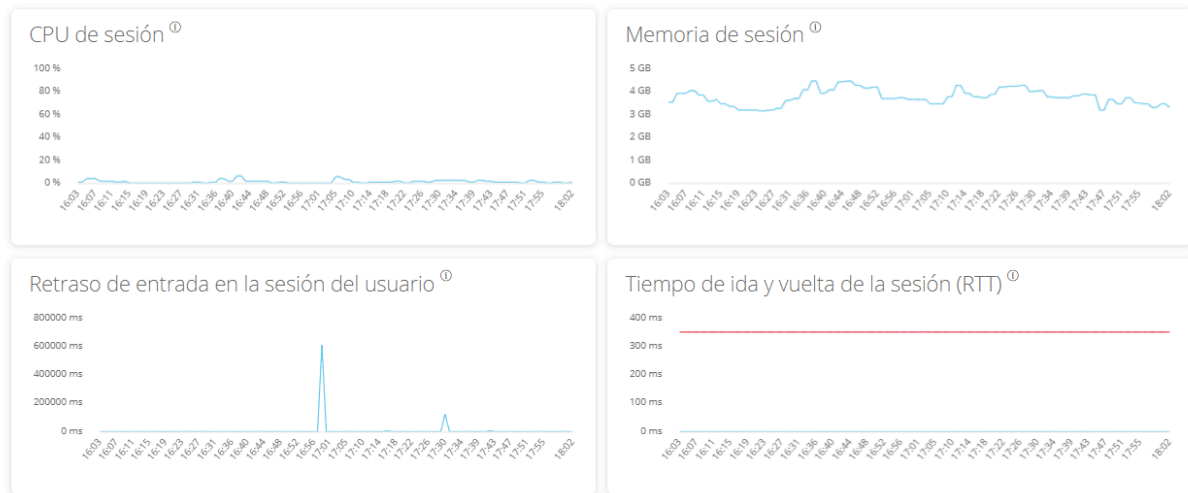 CPU de sesión ⓘ
100 %
80 %
60 %
40 %
20 %
0 %
16:03 16:07 16:11 16:15 16:19 16:23 16:27 16:31 16:36 16:40 16:44 16:48 16:52 16:56 17:01 17:05 17:10 17:14 17:18 17:22 17:26 17:30 17:34 17:39 17:43 17:47 17:51 17:55 18:02
Memoria de sesión ⓘ
5 GB
4 GB
3 GB
2 GB
1 GB
0 GB
16:03 16:07 16:11 16:15 16:19 16:23 16:27 16:31 16:36 16:40 16:44 16:48 16:52 16:56 17:01 17:05 17:10 17:14 17:18 17:22 17:26 17:30 17:34 17:39 17:43 17:47 17:51 17:55 18:02
Retraso de entrada en la sesión del usuario ⓘ
800000 ms
600000 ms
400000 ms
200000 ms
0 ms
16:03 16:07 16:11 16:15 16:19 16:23 16:27 16:31 16:36 16:40 16:44 16:48 16:52 16:56 17:01 17:05 17:10 17:14 17:18 17:22 17:26 17:30 17:34 17:39 17:43 17:47 17:51 17:55 18:02
Tiempo de ida y vuelta de la sesión (RTT) ⓘ
400 ms
300 ms
200 ms
100 ms
0 ms
16:03 16:07 16:11 16:15 16:19 16:23 16:27 16:31 16:36 16:40 16:44 16:48 16:52 16:56 17:01 17:05 17:10 17:14 17:18 17:22 17:26 17:30 17:34 17:39 17:43 17:47 17:51 17:55 18:02